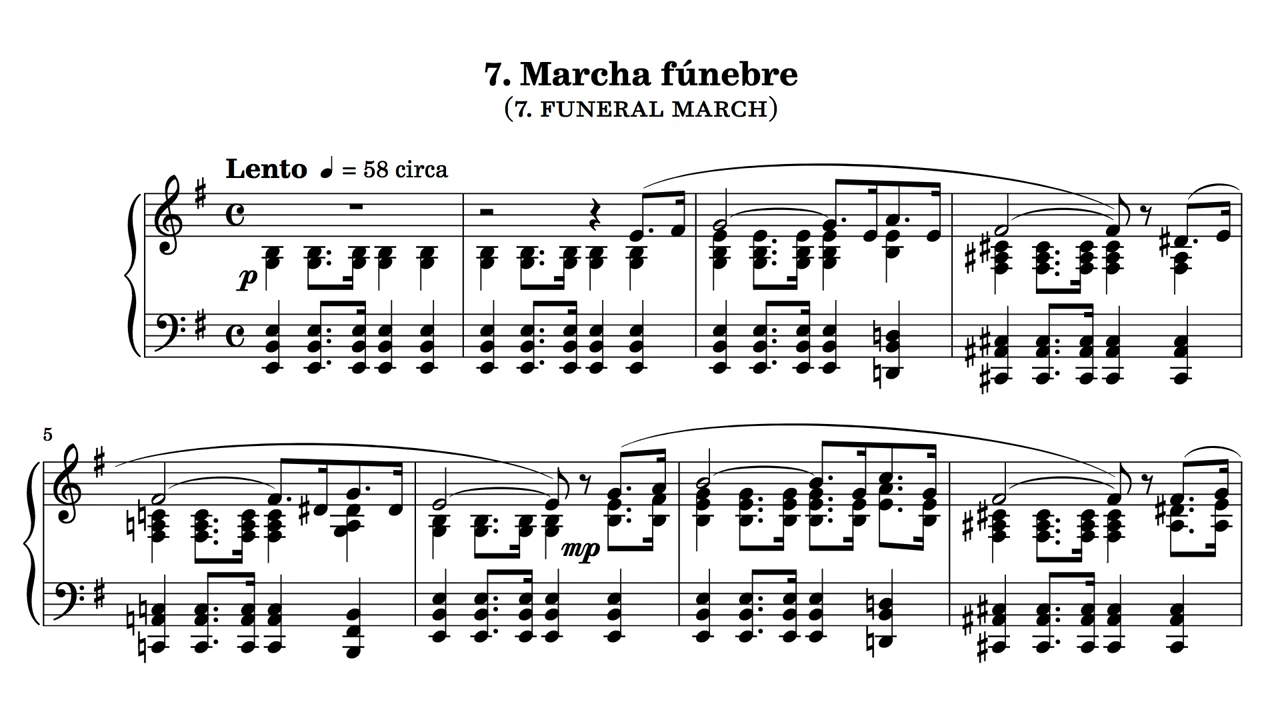 7. Marcha fúnebre
(7. FUNERAL MARCH)
Lento ♩ = 58 circa
p
5
mp